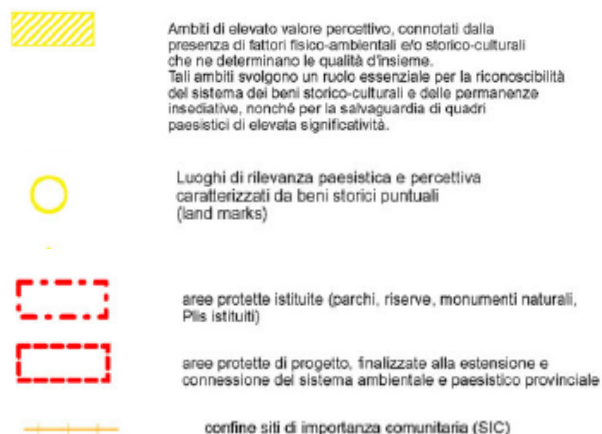 Ambiti di elevato valore percettivo, connotati dalla
presenza di fattori fisico-ambientali e/o storico-culturali
che ne determinano le qualità d'insieme.
Tali ambiti svolgono un ruolo essenziale per la riconoscibilità
del sistema dei beni storico-culturali e delle permanenze
insediative, nonché per la salvaguardia di quadri
paesistici di elevata significatività.
Luoghi di rilevanza paesistica e percettiva
caratterizzati da beni storici puntuali
(land marks)
aree protette istituite (parchi, riserve, monumenti naturali,
Plis istituiti)
aree protette di progetto, finalizzate alla estensione e
connessione del sistema ambientale e paesistico provinciale
confine siti di importanza comunitaria (SIC)